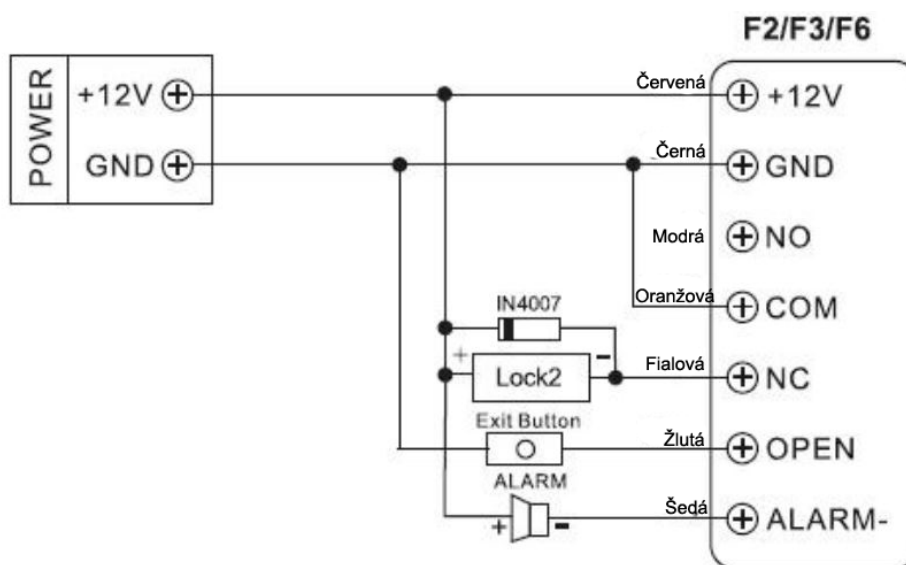 F2/F3/F6
POWER
+12V
Červená
+12V
GND
Černá
GND
Modrá
NO
Oranžová
COM
IN4007
+
-
Lock2
Fialová
NC
Exit Button
Žlutá
OPEN
ALARM
+
-
Šedá
ALARM-